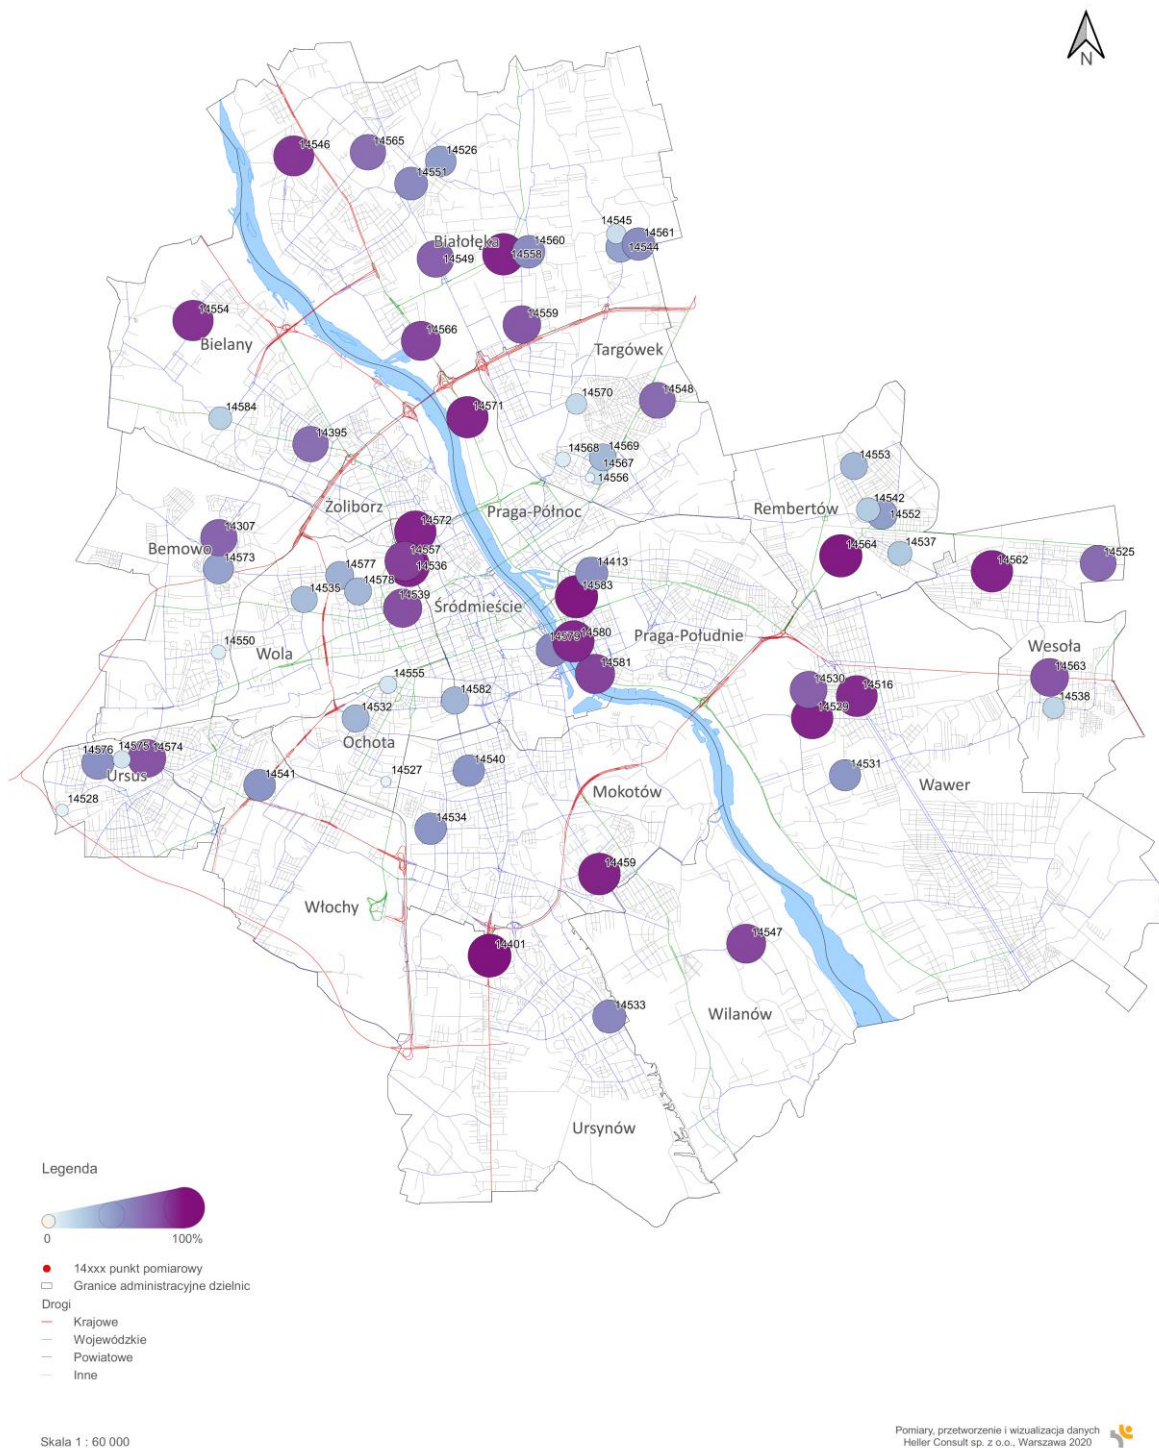 N
14546
14565
14526
14551
14545
14561
14544
Białołęka
14560
14558
14549
14554
Bielany
14559
14566
Targówek
14570
14548
14571
14584
14395
14568
14569
14567
14556
14553
14542
14552
Rembertów
Żoliborz
Praga-Północ
14572
14307
Bemowo
14573
14557
14536
14577
14578
14535
14539
Śródmieście
14413
14583
14564
14537
14562
14525
14579
14580
14581
Praga-Południe
14550
Wola
Wesoła
14563
14538
14530
14516
14529
14555
14582
14532
Ochota
14576
14575
14574
Ursus
14528
14541
14527
14540
14534
Mokotów
14531
Wawer
14459
Włochy
14401
14547
14533
Wilanów
Ursynów
Legenda
0 100%
14xxx punkt pomiarowy
Granice administracyjne dzielnic
Drogi
Krajowe
Wojewódzkie
Powiatowe
Inne
Skala 1 : 60 000
Pomiary, przetworzenie i wizualizacja danych
Heller Consult sp. z o.o., Warszawa 2020